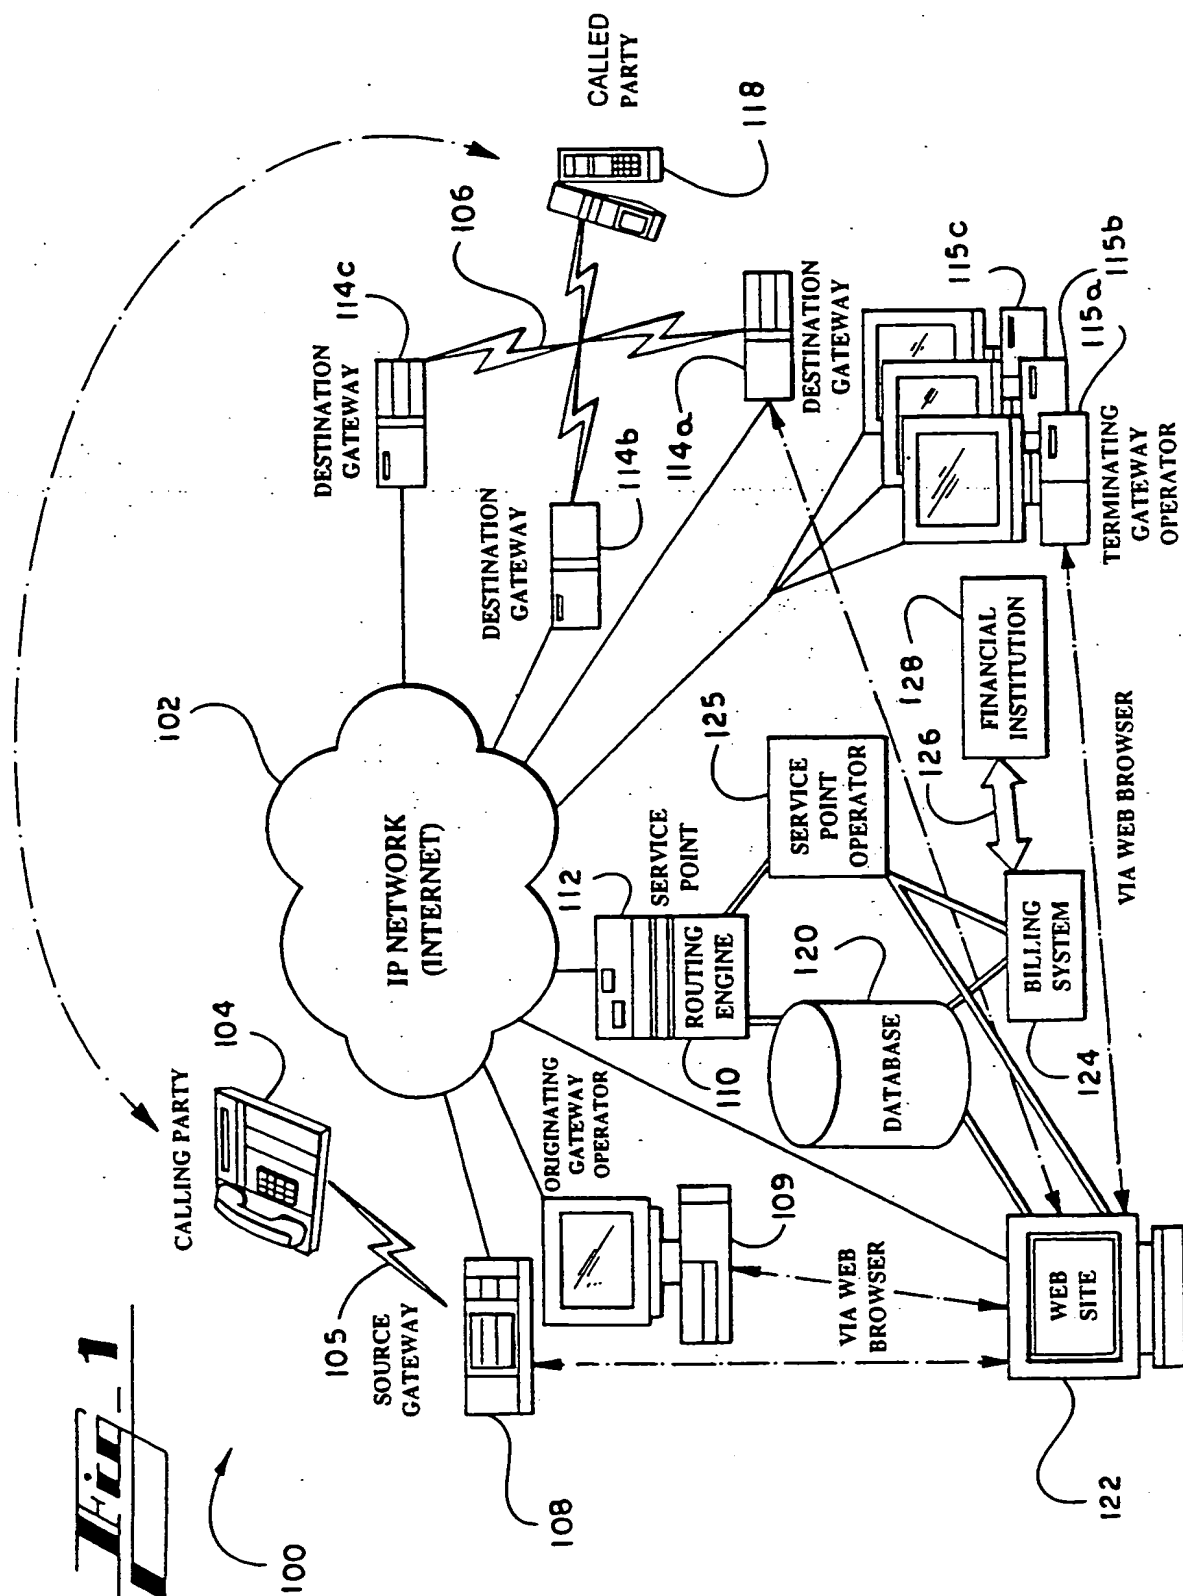 Fig_1
100
CALLING PARTY
104
105
SOURCE
GATEWAY
108
ORIGINATING
GATEWAY
OPERATOR
109
102
IP NETWORK
(INTERNET)
112
SERVICE
POINT
ROUTING
ENGINE
110
125
SERVICE
POINT
OPERATOR
120
DATABASE
BILLING
SYSTEM
124
126
128
FINANCIAL
INSTITUTION
VIA WEB
BROWSER
WEB
SITE
122
VIA WEB BROWSER
DESTINATION
GATEWAY
114c
DESTINATION
GATEWAY
114b
106
CALLED
PARTY
118
114a
DESTINATION
GATEWAY
115c
115b
115a
TERMINATING
GATEWAY
OPERATOR